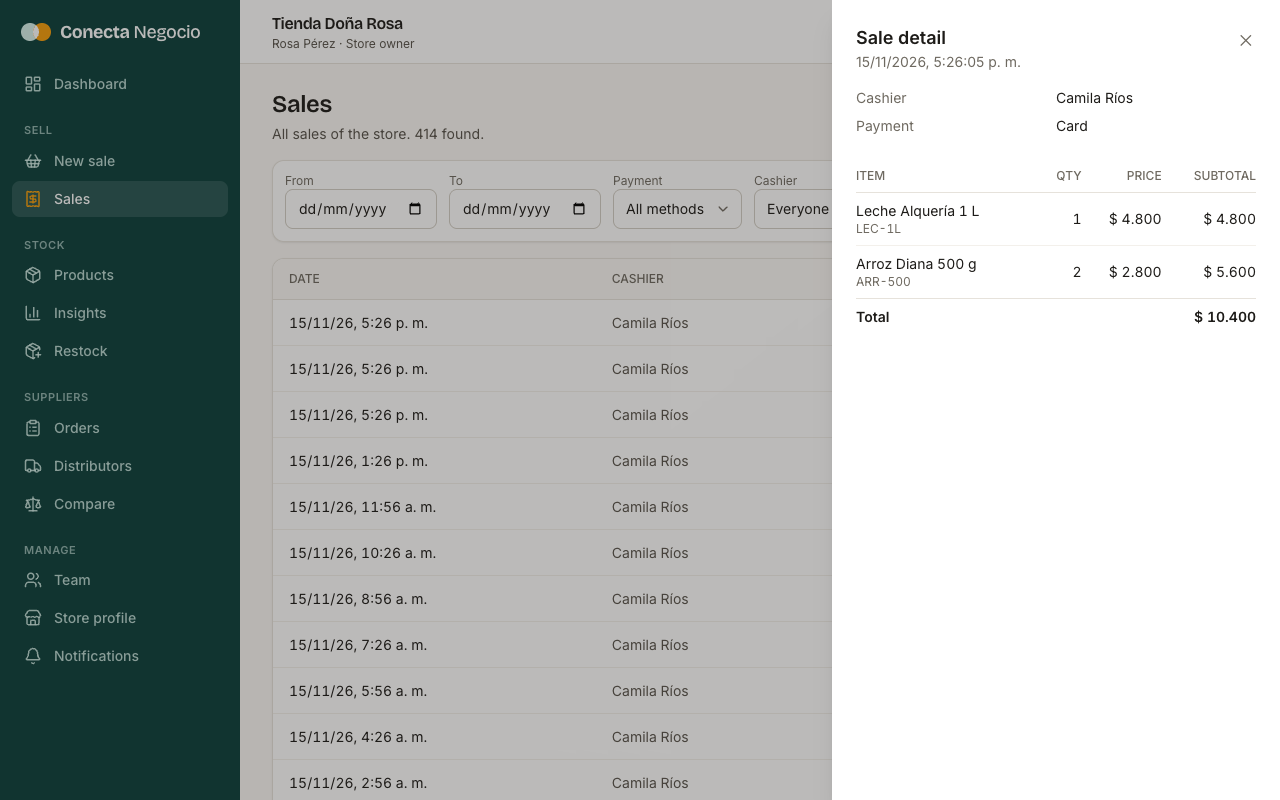 Conecta Negocio
Dashboard
SELL
New sale
Sales
STOCK
Products
Insights
Restock
SUPPLIERS
Orders
Distributors
Compare
MANAGE
Team
Store profile
Notifications
Tienda Doña Rosa
Rosa Pérez · Store owner
Sales
All sales of the store. 414 found.
From To Payment Cashier
dd/mm/yyyy dd/mm/yyyy All methods Everyone
DATE CASHIER
15/11/26, 5:26 p. m. Camila Ríos
15/11/26, 5:26 p. m. Camila Ríos
15/11/26, 5:26 p. m. Camila Ríos
15/11/26, 1:26 p. m. Camila Ríos
15/11/26, 11:56 a. m. Camila Ríos
15/11/26, 10:26 a. m. Camila Ríos
15/11/26, 8:56 a. m. Camila Ríos
15/11/26, 7:26 a. m. Camila Ríos
15/11/26, 5:56 a. m. Camila Ríos
15/11/26, 4:26 a. m. Camila Ríos
15/11/26, 2:56 a. m. Camila Ríos
Sale detail
15/11/2026, 5:26:05 p. m.
Cashier Camila Ríos
Payment Card
ITEM QTY PRICE SUBTOTAL
Leche Alquería 1 L 1 $ 4.800 $ 4.800
LEC-1L
Arroz Diana 500 g 2 $ 2.800 $ 5.600
ARR-500
Total $ 10.400